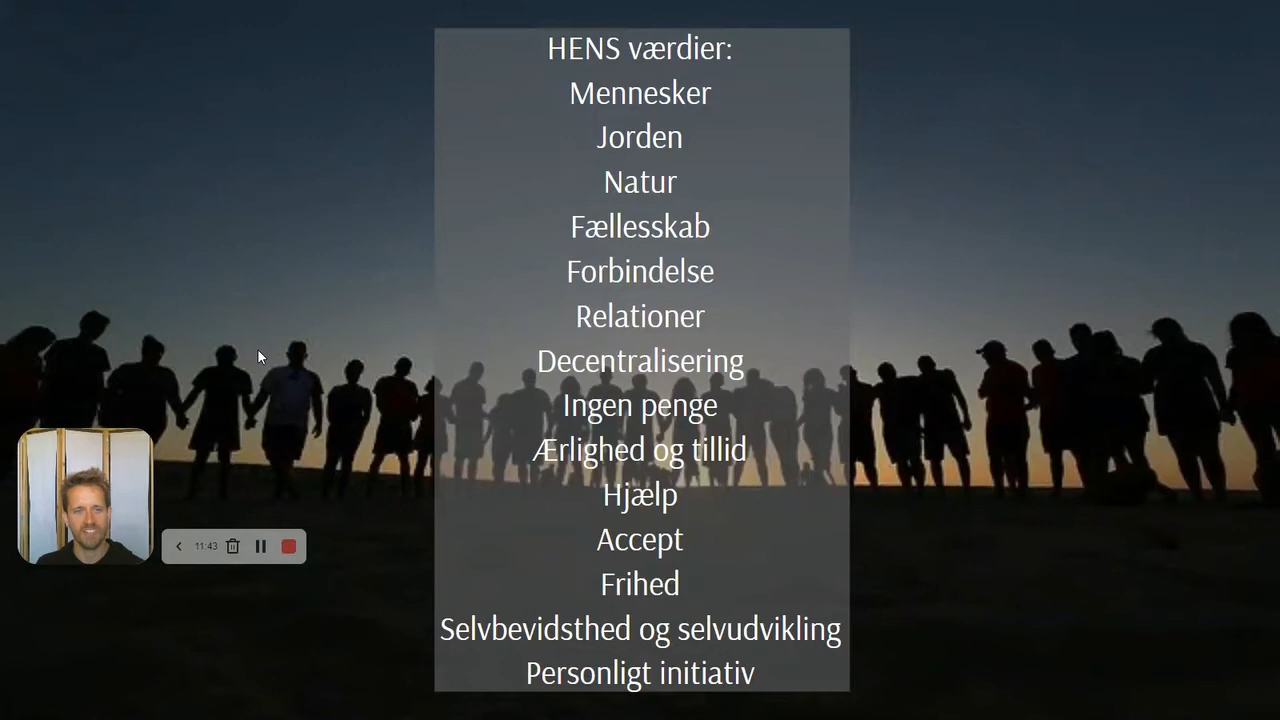 HENS værdier:
Mennesker
Jorden
Natur
Fællesskab
Forbindelse
Relationer
Decentralisering
Ingen penge
Ærlighed og tillid
Hjælp
Accept
Frihed
Selvbevidsthed og selvudvikling
Personligt initiativ
11:43